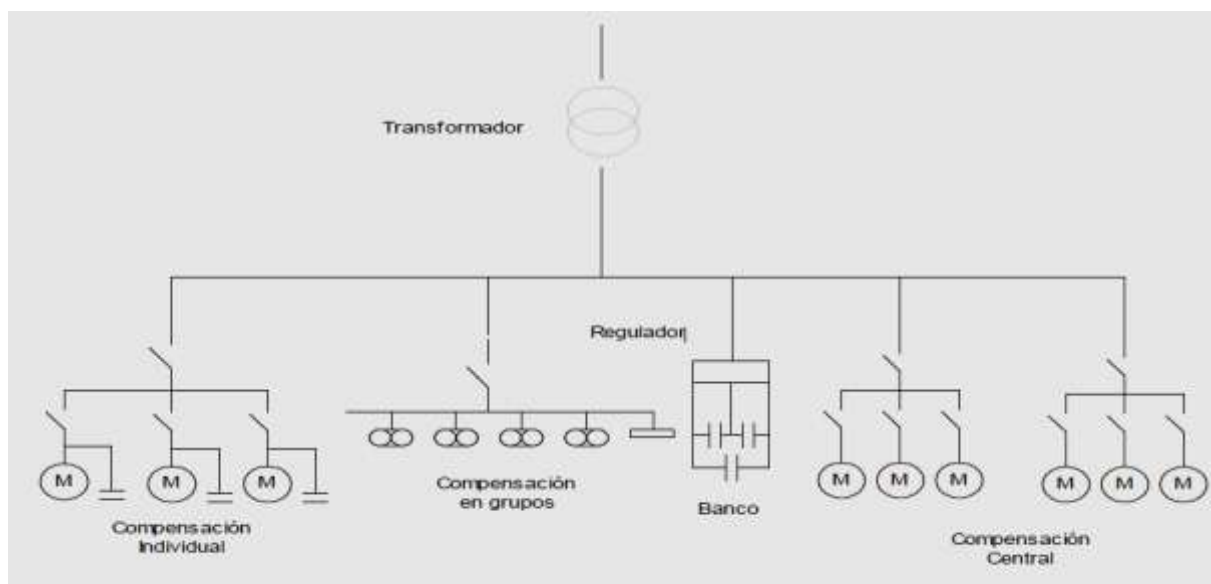 Transformador
Regulador
M
M
M
M
M
M
M
M
M
Compensación
en grupos
Banco
Compensación
Individual
Compensación
Central